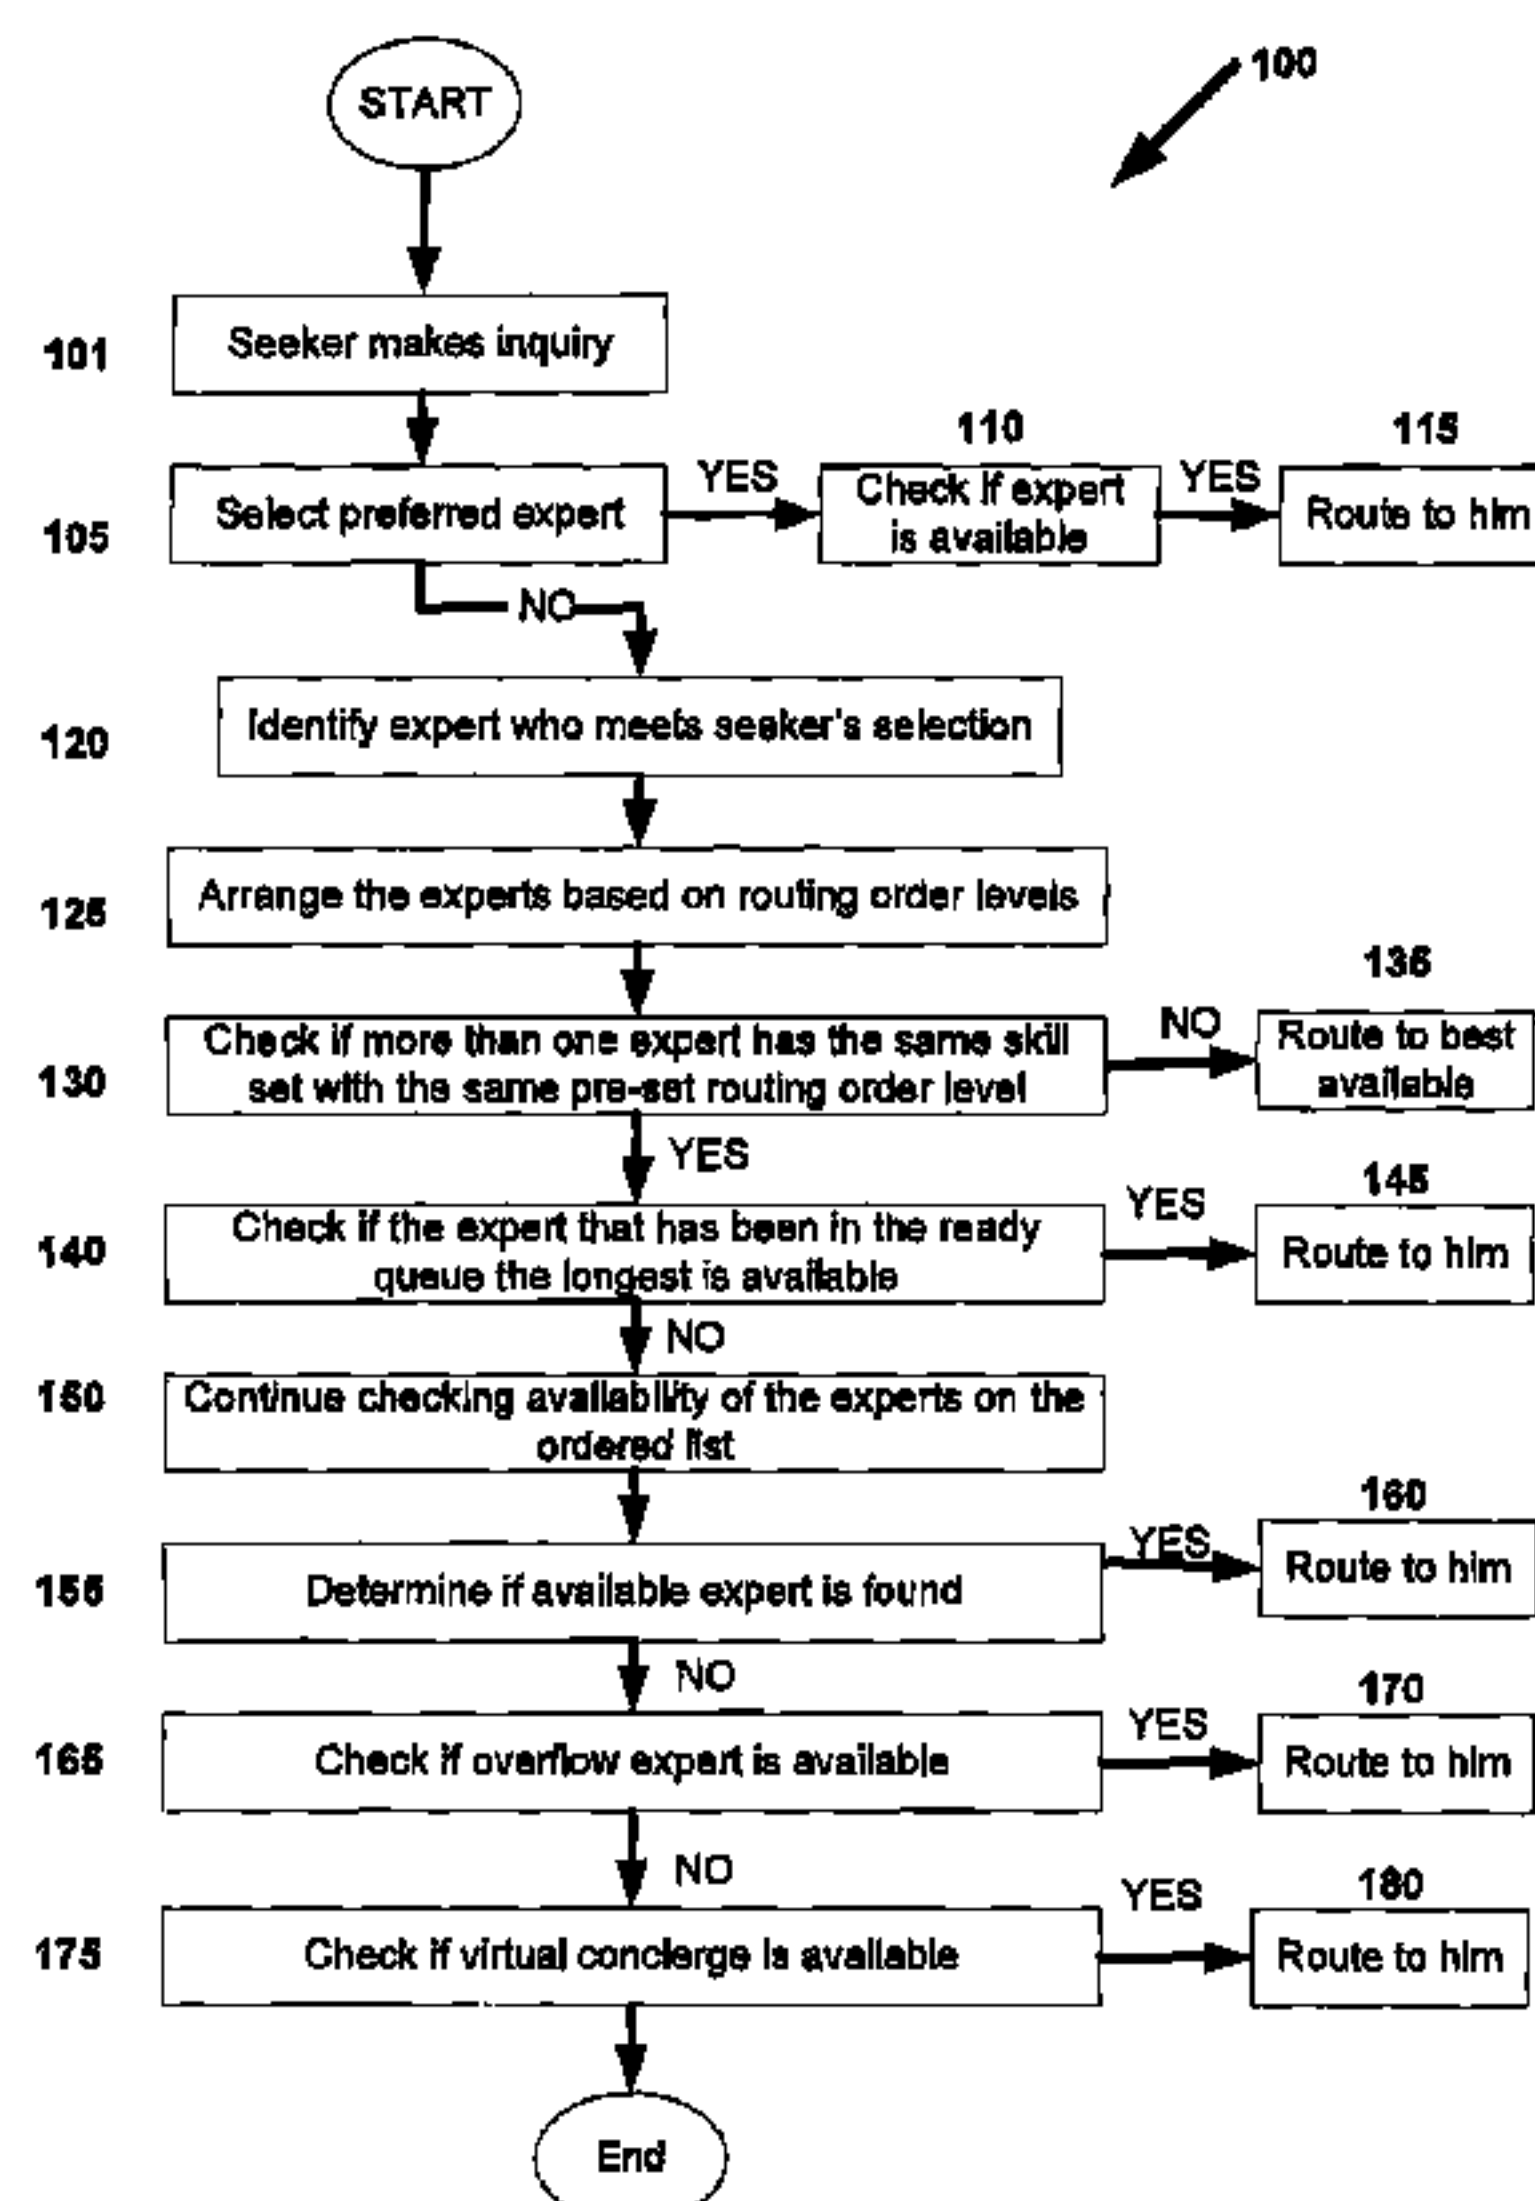 START
100
101
Seeker makes inquiry
110
115
105
Select preferred expert
YES
Check if expert
is available
YES
Route to him
NO
120
Identify expert who meets seeker's selection
125
Arrange the experts based on routing order levels
135
130
Check if more than one expert has the same skill
set with the same pre-set routing order level
NO
Route to best
available
YES
145
140
Check if the expert that has been in the ready
queue the longest is available
YES
Route to him
NO
150
Continue checking availability of the experts on the
ordered list
160
155
Determine if available expert is found
YES
Route to him
NO
170
165
Check if overflow expert is available
YES
Route to him
NO
180
175
Check if virtual concierge is available
YES
Route to him
End